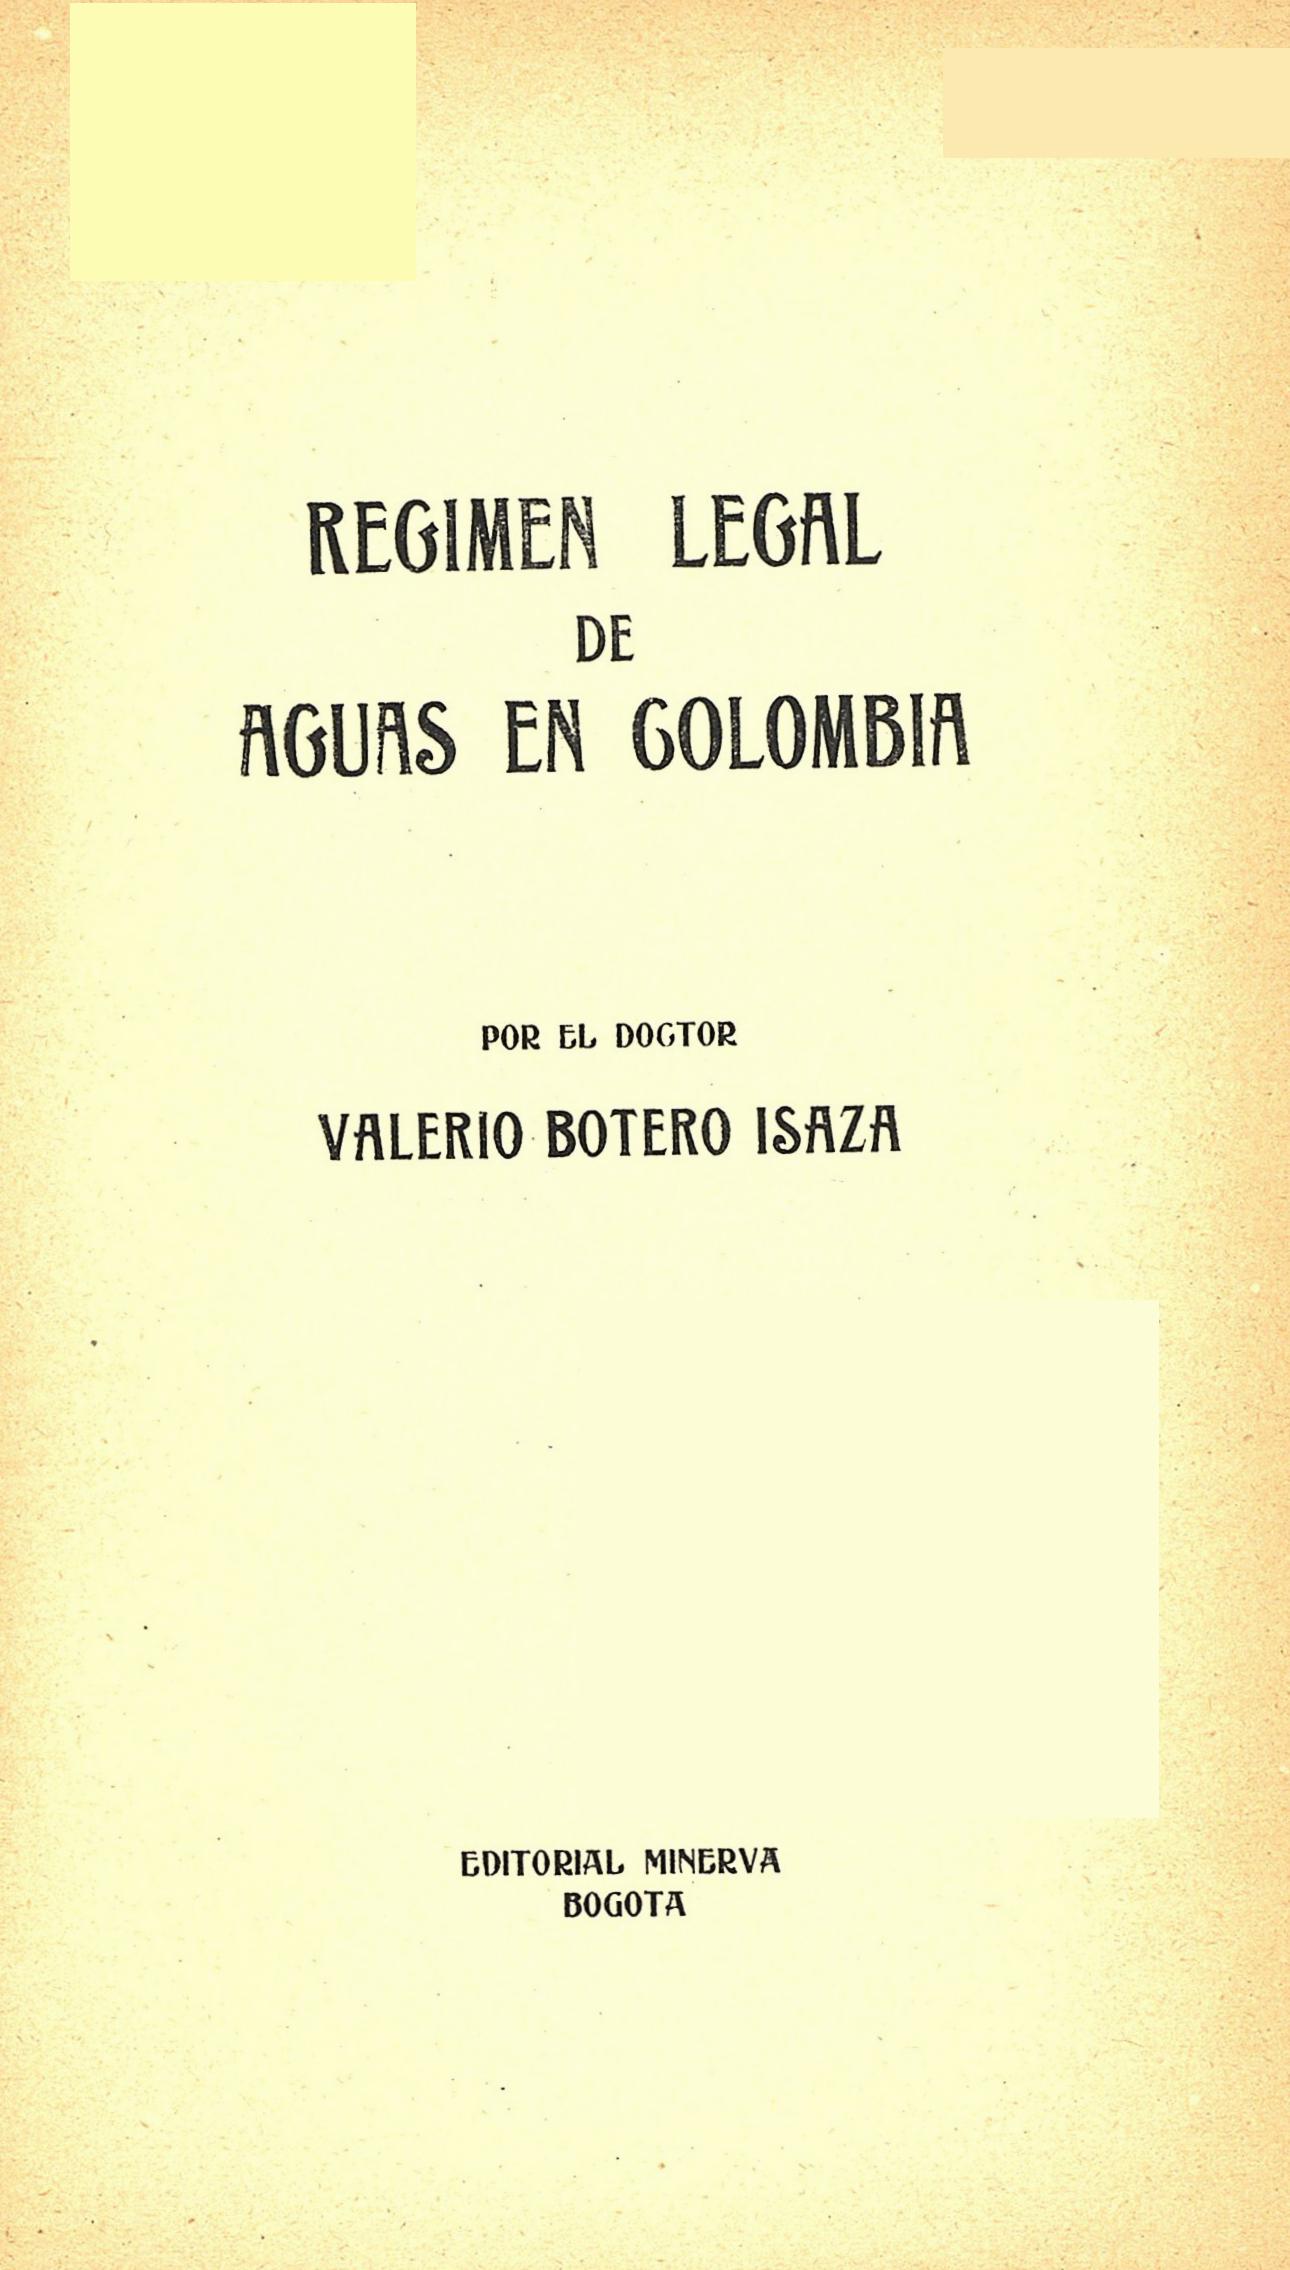 REGIMEN LEGAL
DE
AGUAS EN COLOMBIA
POR EL DOCTOR
VALERIO BOTERO ISAZA
EDITORIAL MINERVA
BOGOTA